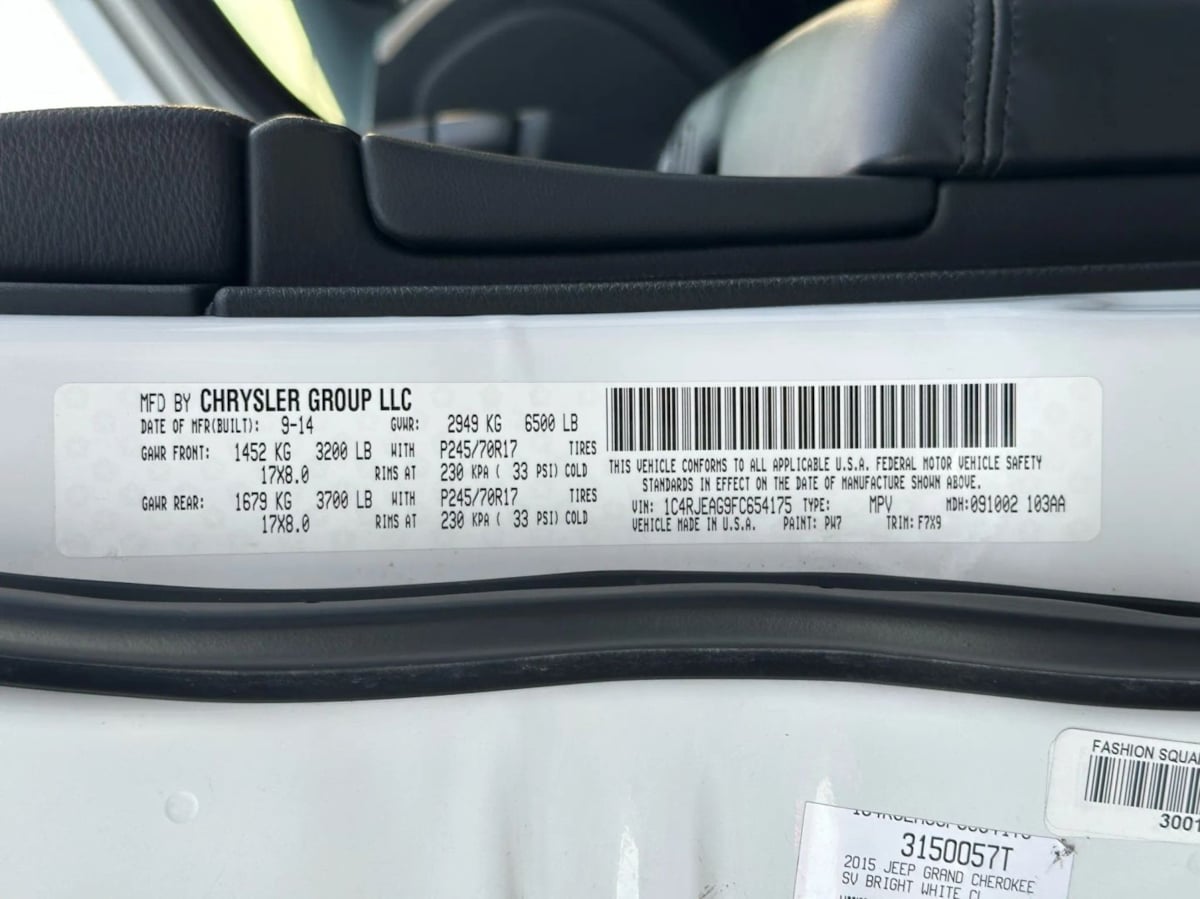 MFD BY CHRYSLER GROUP LLC
DATE OF MFR(BUILT): 9-14 GVWR: 2949 KG 6500 LB
GAWR FRONT: 1452 KG 3200 LB WITH P245/70R17 TIRES
17X8.0 RIMS AT 230 KPA ( 33 PSI) COLD
GAWR REAR: 1679 KG 3700 LB WITH P245/70R17 TIRES
17X8.0 RIMS AT 230 KPA ( 33 PSI) COLD
THIS VEHICLE CONFORMS TO ALL APPLICABLE U.S.A. FEDERAL MOTOR VEHICLE SAFETY
STANDARDS IN EFFECT ON THE DATE OF MANUFACTURE SHOWN ABOVE.
VIN: 1C4RJEAG9FC654175 TYPE: MPV MDH:091002 103AA
VEHICLE MADE IN U.S.A. PAINT: PW7 TRIM: F7X9
FASHION
3001
3150057T
2015 JEEP GRAND CHEROKEE
SV BRIGHT WHITE CL